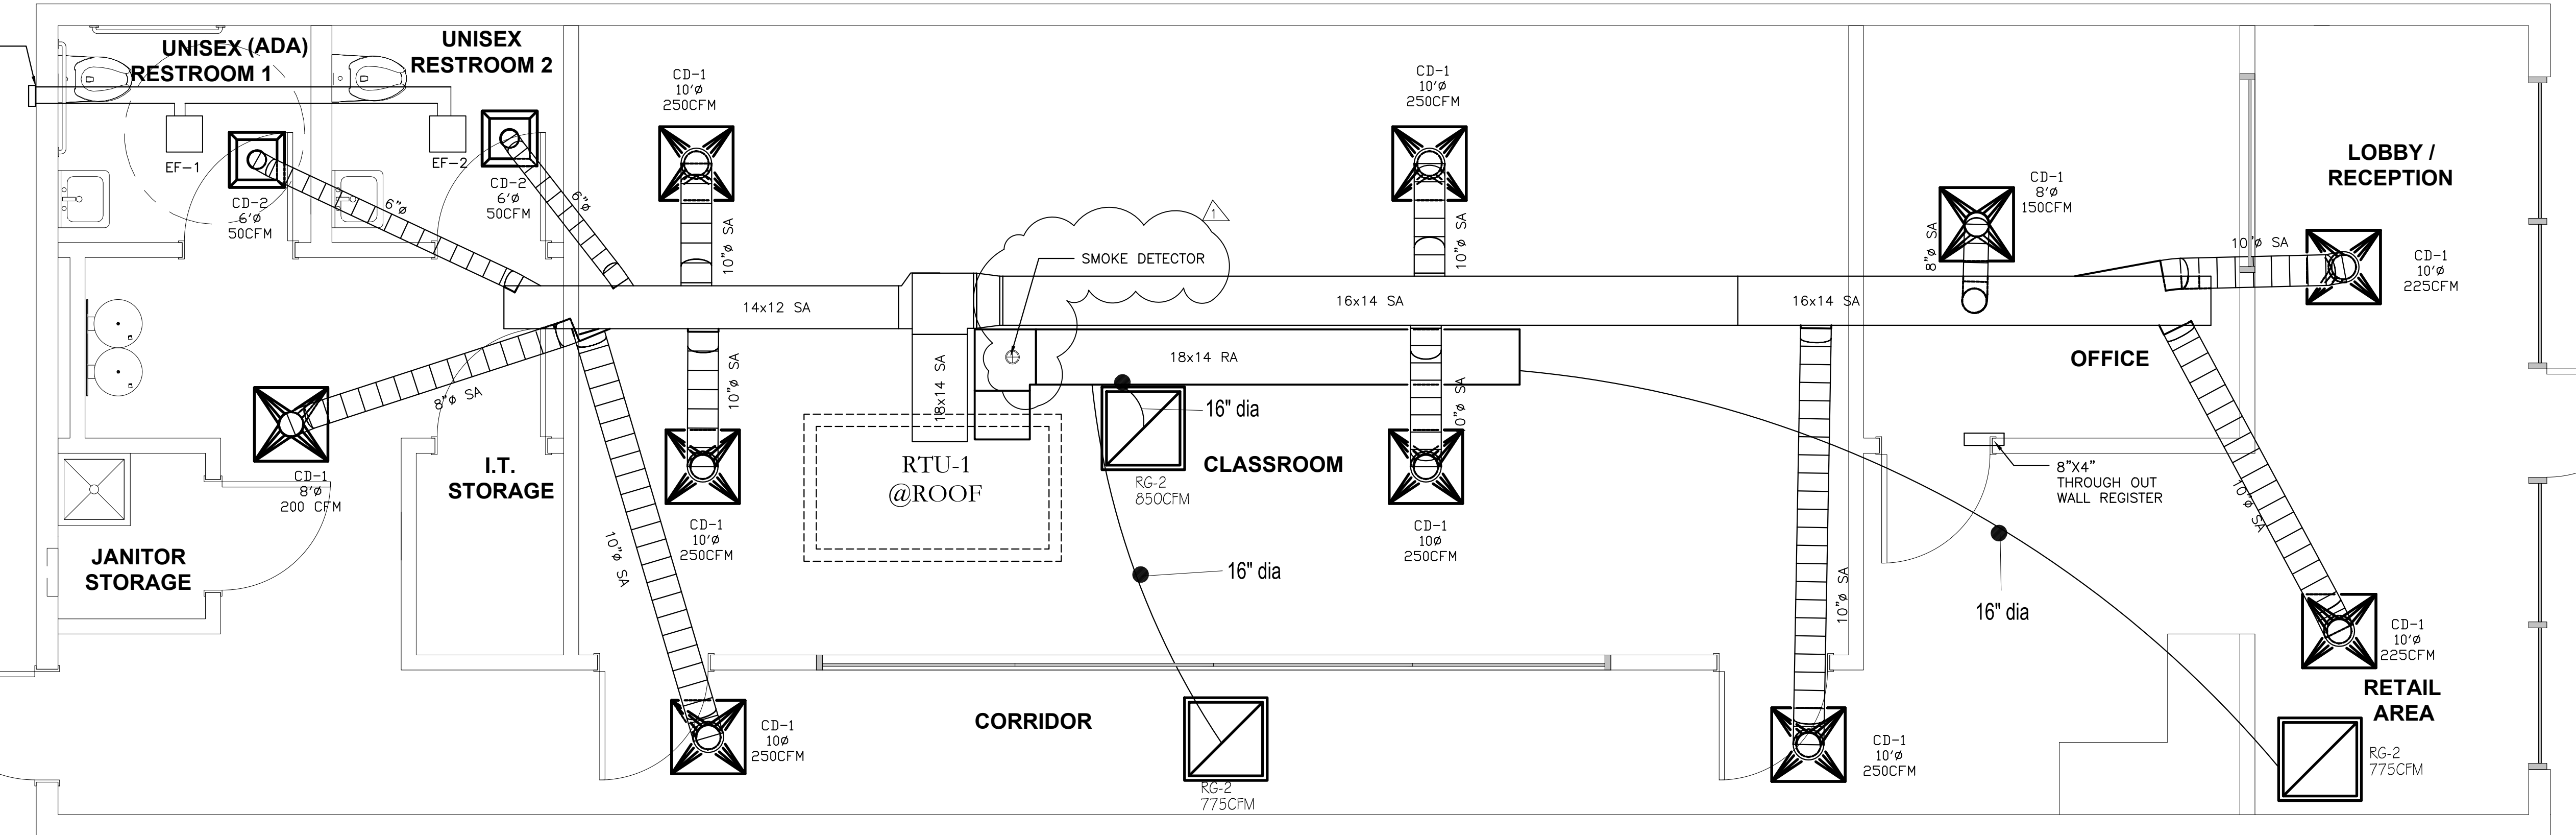 UNISEX (ADA)
RESTROOM 1
UNISEX
RESTROOM 2
EF-1
EF-2
CD-2
6'ø
50CFM
CD-2
6'ø
50CFM
6"ø
6"ø
CD-1
10'ø
250CFM
10"ø SA
CD-1
10'ø
250CFM
10"ø SA
1
SMOKE DETECTOR
CD-1
8'ø
150CFM
8"ø SA
LOBBY /
RECEPTION
10"ø SA
CD-1
10'ø
225CFM
14x12 SA
16x14 SA
16x14 SA
18x14 SA
18x14 RA
OFFICE
8"ø SA
CD-1
8'ø
200 CFM
10"ø SA
10"ø SA
16" dia
RG-2
850CFM
CLASSROOM
RTU-1
@ROOF
I.T.
STORAGE
JANITOR
STORAGE
CD-1
10'ø
250CFM
CD-1
10ø
250CFM
8"X4"
THROUGH OUT
WALL REGISTER
10"ø SA
10"ø SA
16" dia
10"ø SA
16" dia
CD-1
10'ø
225CFM
RETAIL
AREA
CORRIDOR
CD-1
10ø
250CFM
RG-2
775CFM
CD-1
10'ø
250CFM
RG-2
775CFM